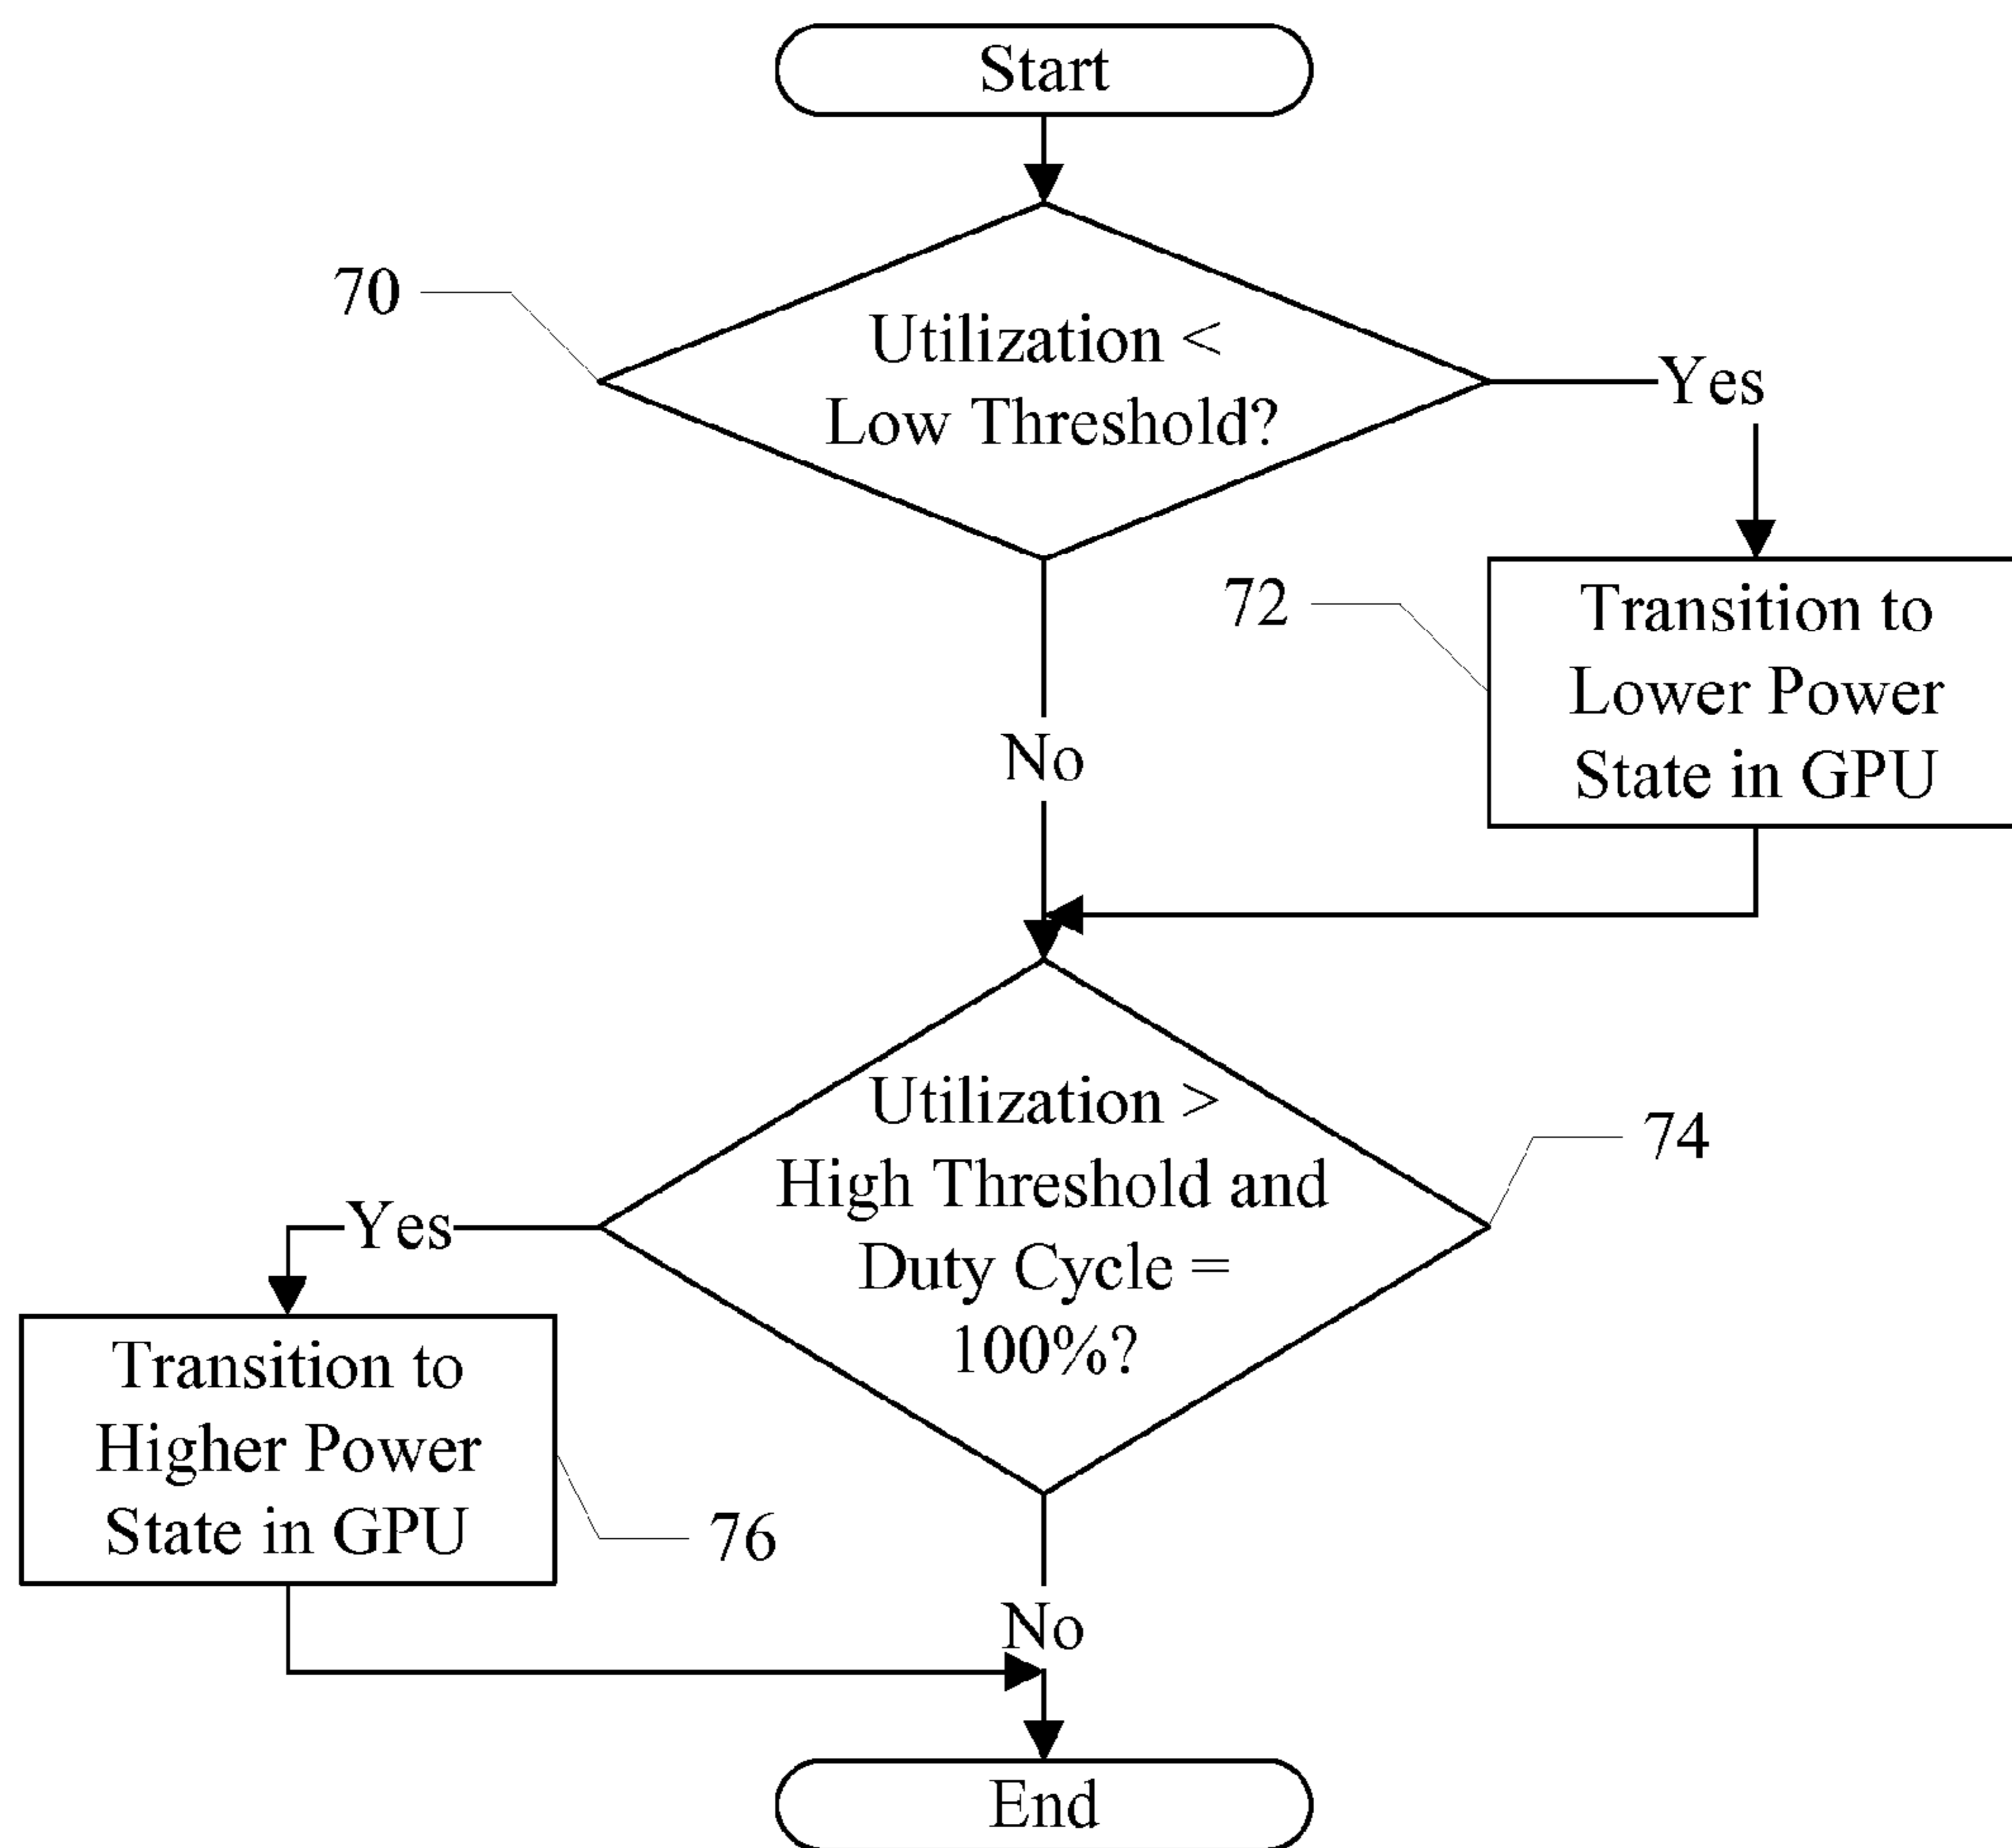 Start
70
Utilization <
Low Threshold?
Yes
72
Transition to
Lower Power
State in GPU
No
Utilization >
High Threshold and
Duty Cycle =
100%?
74
Yes
Transition to
Higher Power
State in GPU
76
No
End